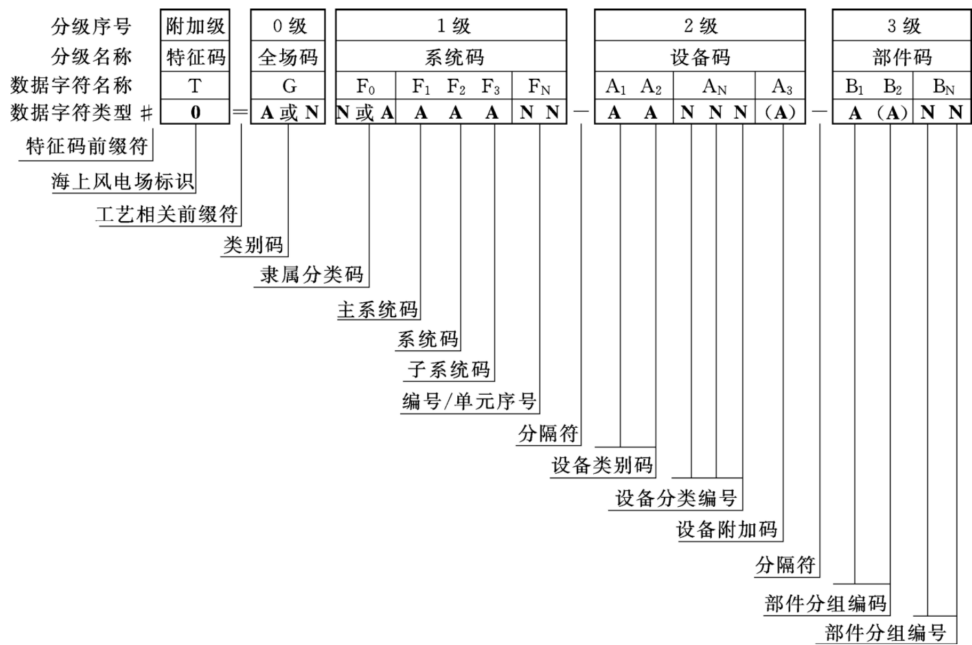 分级序号 附加级 0级 1级 2级 3级
分级名称 特征码 全场码 系统码 设备码 部件码
数据字符名称 T G F₀ F₁ F₂ F₃ F_N A₁ A₂ A_N A₃ B₁ B₂ B_N
数据字符类型 # 0 = A或N N或A A A A N N — A A N N N (A) — A (A) N N
特征码前缀符
海上风电场标识
工艺相关前缀符
类别码
隶属分类码
主系统码
系统码
子系统码
编号/单元序号
分隔符
设备类别码
设备分类编号
设备附加码
分隔符
部件分组编码
部件分组编号